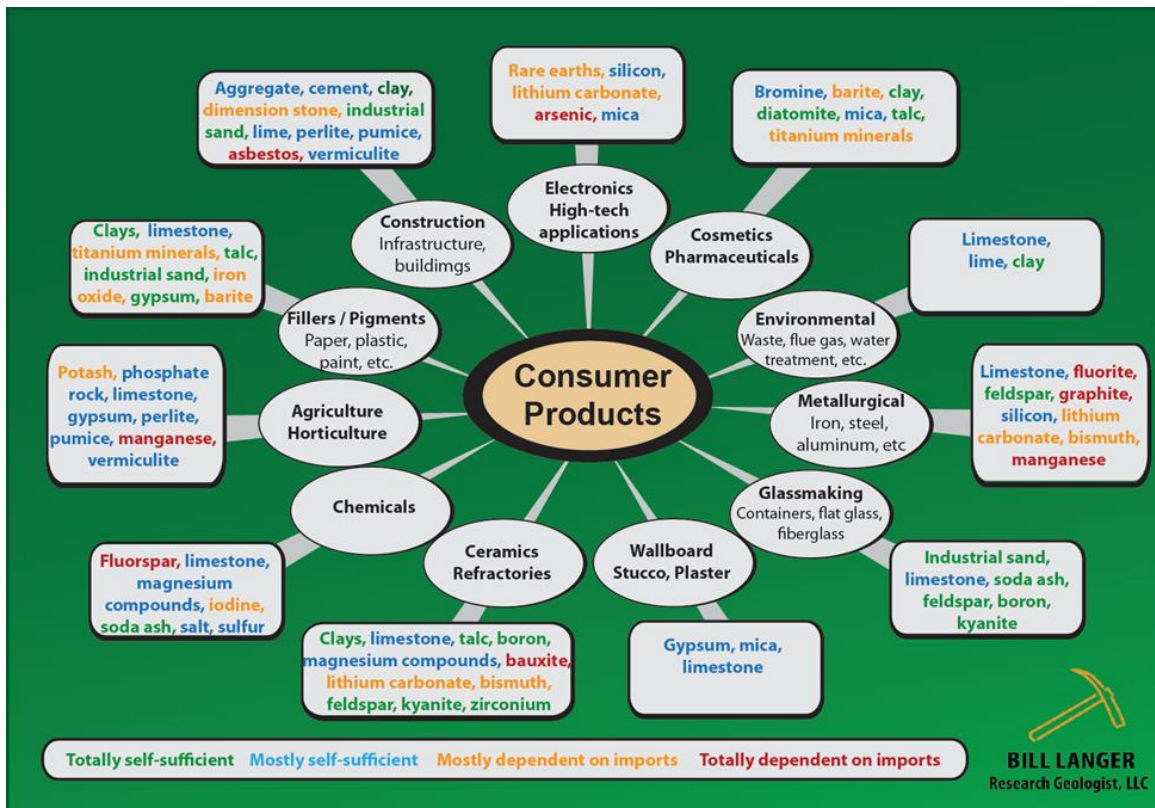 Aggregate, cement, clay,
dimension stone, industrial
sand, lime, perlite, pumice,
asbestos, vermiculite
Rare earths, silicon,
lithium carbonate,
arsenic, mica
Bromine, barite, clay,
diatomite, mica, talc,
titanium minerals
Construction
Infrastructure,
buildimgs
Electronics
High-tech
applications
Cosmetics
Pharmaceuticals
Clays, limestone,
titanium minerals, talc,
industrial sand, iron
oxide, gypsum, barite
Fillers / Pigments
Paper, plastic,
paint, etc.
Environmental
Waste, flue gas, water
treatment, etc.
Limestone,
lime, clay
Consumer
Products
Potash, phosphate
rock, limestone,
gypsum, perlite,
pumice, manganese,
vermiculite
Agriculture
Horticulture
Metallurgical
Iron, steel,
aluminum, etc
Limestone, fluorite,
feldspar, graphite,
silicon, lithium
carbonate, bismuth,
manganese
Chemicals
Fluorspar, limestone,
magnesium
compounds, iodine,
soda ash, salt, sulfur
Ceramics
Refractories
Clays, limestone, talc, boron,
magnesium compounds, bauxite,
lithium carbonate, bismuth,
feldspar, kyanite, zirconium
Wallboard
Stucco, Plaster
Gypsum, mica,
limestone
Glassmaking
Containers, flat glass,
fiberglass
Industrial sand,
limestone, soda ash,
feldspar, boron,
kyanite
Totally self-sufficient Mostly self-sufficient Mostly dependent on imports Totally dependent on imports
BILL LANGER
Research Geologist, LLC